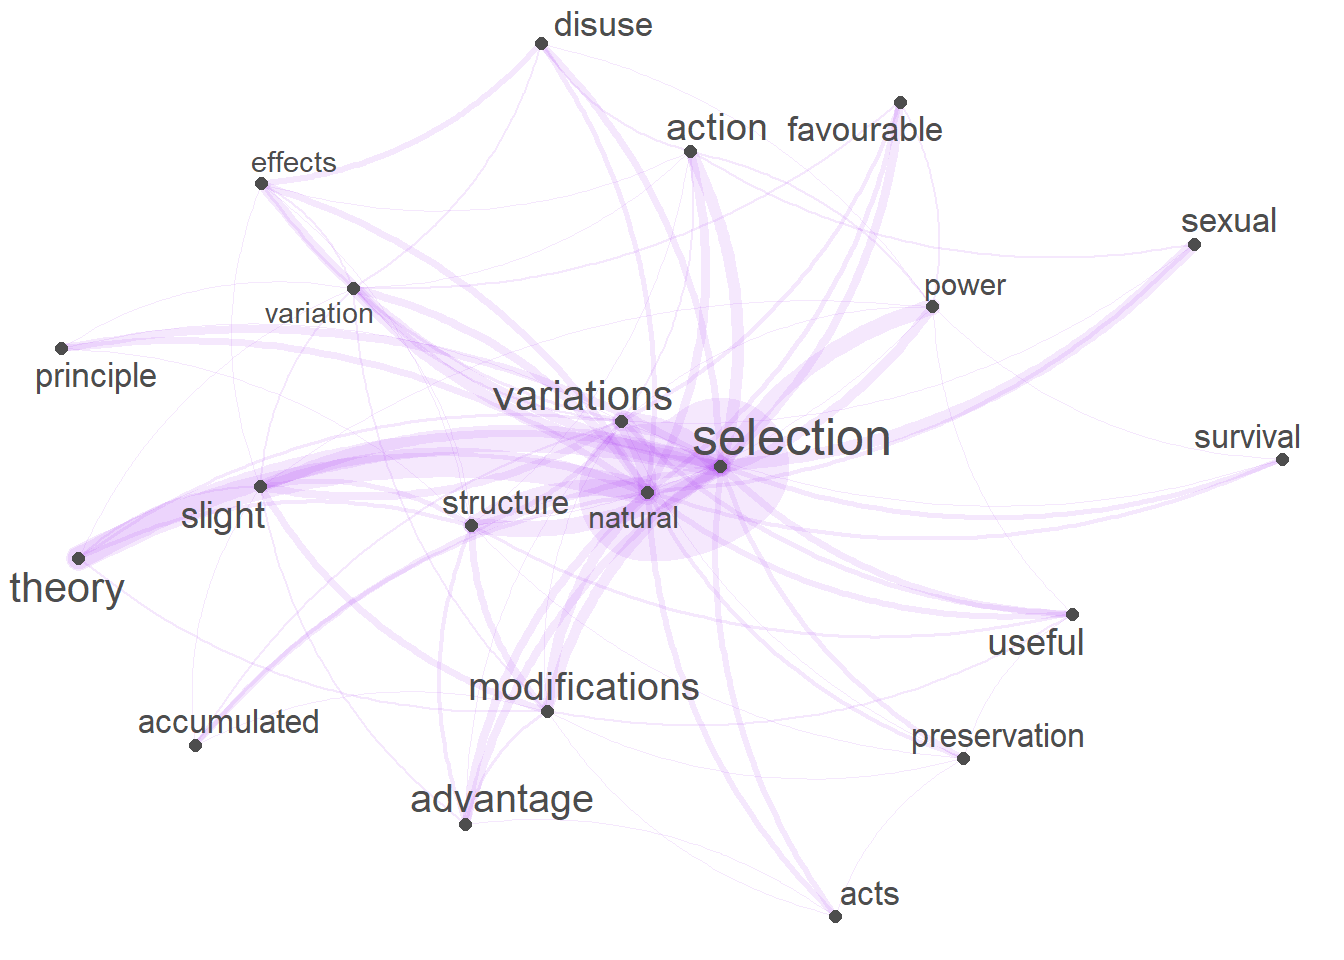 disuse
action
favourable
effects
sexual
power
variation
principle
variations
selection
survival
structure
slight
natural
theory
useful
modifications
accumulated
preservation
advantage
acts